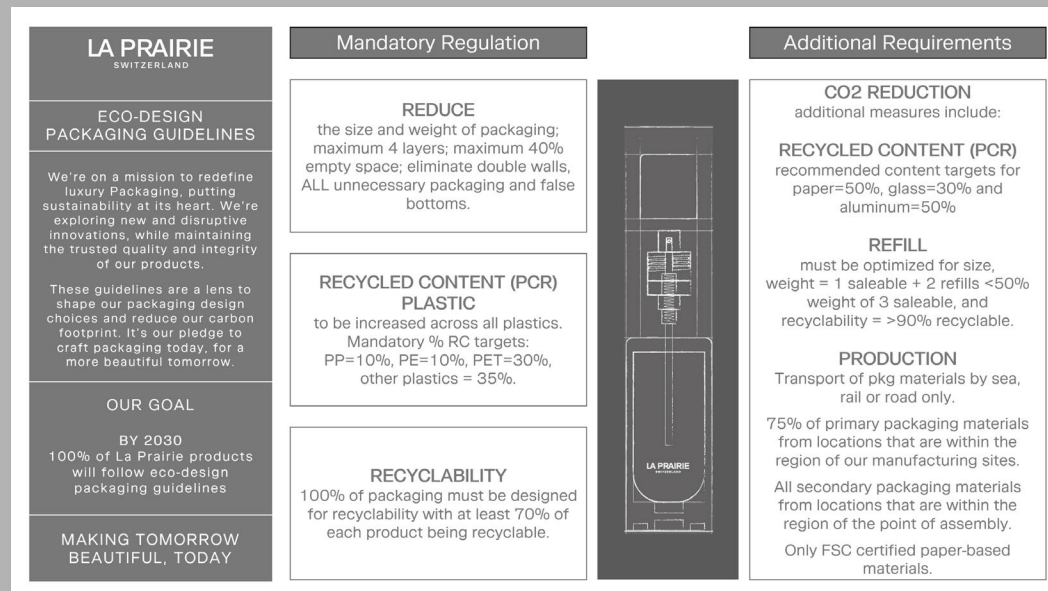 LA PRAIRIE
SWITZERLAND
ECO-DESIGN
PACKAGING GUIDELINES
We're on a mission to redefine
luxury Packaging, putting
sustainability at its heart. We're
exploring new and disruptive
innovations, while maintaining
the trusted quality and integrity
of our products.
These guidelines are a lens to
shape our packaging design
choices and reduce our carbon
footprint. It's our pledge to
craft packaging today, for a
more beautiful tomorrow.
OUR GOAL
BY 2030
100% of La Prairie products
will follow eco-design
packaging guidelines
MAKING TOMORROW
BEAUTIFUL, TODAY
Mandatory Regulation
REDUCE
the size and weight of packaging;
maximum 4 layers; maximum 40%
empty space; eliminate double walls,
ALL unnecessary packaging and false
bottoms.
RECYCLED CONTENT (PCR)
PLASTIC
to be increased across all plastics.
Mandatory % RC targets:
PP=10%, PE=10%, PET=30%,
other plastics = 35%.
RECYCLABILITY
100% of packaging must be designed
for recyclability with at least 70% of
each product being recyclable.
LA PRAIRIE
SWITZERLAND
Additional Requirements
CO2 REDUCTION
additional measures include:
RECYCLED CONTENT (PCR)
recommended content targets for
paper=50%, glass=30% and
aluminum=50%
REFILL
must be optimized for size,
weight = 1 saleable + 2 refills <50%
weight of 3 saleable, and
recyclability = >90% recyclable.
PRODUCTION
Transport of pkg materials by sea,
rail or road only.
75% of primary packaging materials
from locations that are within the
region of our manufacturing sites.
All secondary packaging materials
from locations that are within the
region of the point of assembly.
Only FSC certified paper-based
materials.